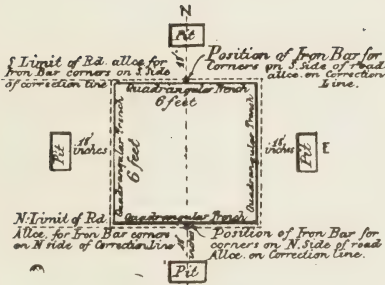 N
Pit
18"
S Limit of Rd. allce for
Iron Bar corners on S. Side
of correction line
Position of Iron Bar for
Corners on S. Side of road
allce. on Correction
Line.
Quadrangular Trench
6 feet
Quadrangular Trench
6 feet
Quadrangular Trench
Pit
18"
inches
18"
inches
Pit
E
N. Limit of Rd
Allce. for Iron Bar corners
on N side of Correction Line
Quadrangular Trench
Position of Iron Bar for
corners on N. Side of road
Allce. on Correction line.
inches
Pit